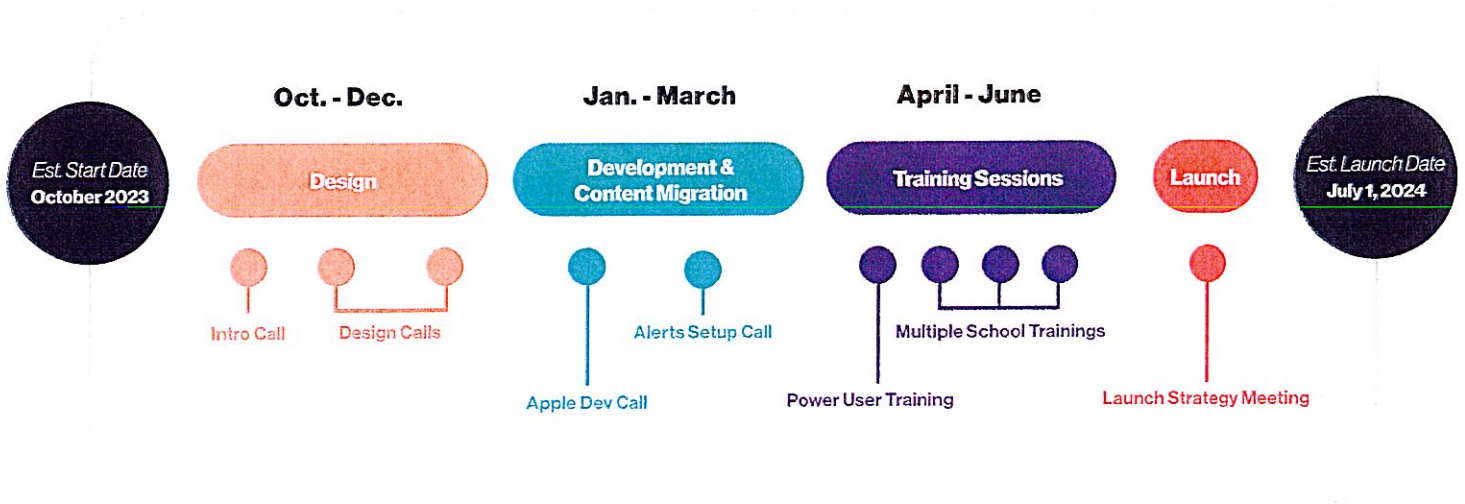 Oct. - Dec.
Jan. - March
April - June
Est. Start Date
October 2023
Design
Development &
Content Migration
Training Sessions
Launch
Est. Launch Date
July 1, 2024
Intro Call
Design Calls
Alerts Setup Call
Multiple School Trainings
Apple Dev Call
Power User Training
Launch Strategy Meeting